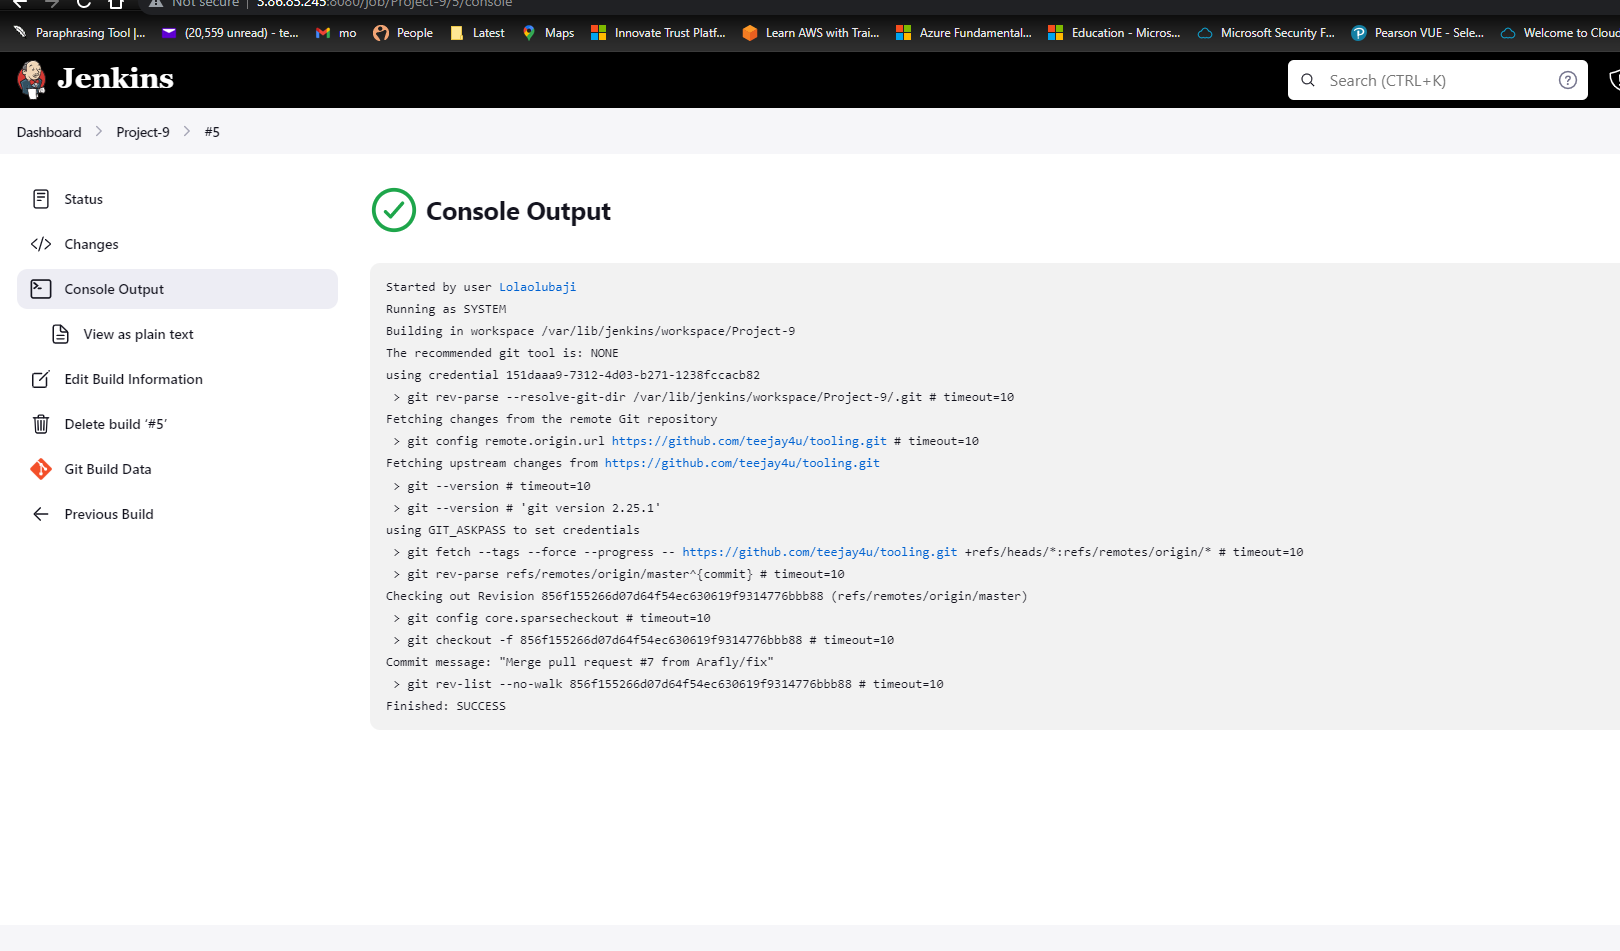 Not secure | 3.86.85.245:8080/job/Project-9/5/console
Paraphrasing Tool |... (20,559 unread) - te... mo People Latest Maps Innovate Trust Platf... Learn AWS with Trai... Azure Fundamental... Education - Micros... Microsoft Security F... Pearson VUE - Sele... Welcome to Clou
Jenkins
Search (CTRL+K)
Dashboard Project-9 #5
Status
Changes
Console Output
View as plain text
Edit Build Information
Delete build ‘#5’
Git Build Data
Previous Build
Console Output
Started by user Lolaolubaji
Running as SYSTEM
Building in workspace /var/lib/jenkins/workspace/Project-9
The recommended git tool is: NONE
using credential 151daaa9-7312-4d03-b271-1238fccacb82
> git rev-parse --resolve-git-dir /var/lib/jenkins/workspace/Project-9/.git # timeout=10
Fetching changes from the remote Git repository
> git config remote.origin.url https://github.com/teejay4u/tooling.git # timeout=10
Fetching upstream changes from https://github.com/teejay4u/tooling.git
> git --version # timeout=10
> git --version # 'git version 2.25.1'
using GIT_ASKPASS to set credentials
> git fetch --tags --force --progress -- https://github.com/teejay4u/tooling.git +refs/heads/*:refs/remotes/origin/* # timeout=10
> git rev-parse refs/remotes/origin/master^{commit} # timeout=10
Checking out Revision 856f155266d07d64f54ec630619f9314776bbb88 (refs/remotes/origin/master)
> git config core.sparsecheckout # timeout=10
> git checkout -f 856f155266d07d64f54ec630619f9314776bbb88 # timeout=10
Commit message: "Merge pull request #7 from Arafly/fix"
> git rev-list --no-walk 856f155266d07d64f54ec630619f9314776bbb88 # timeout=10
Finished: SUCCESS